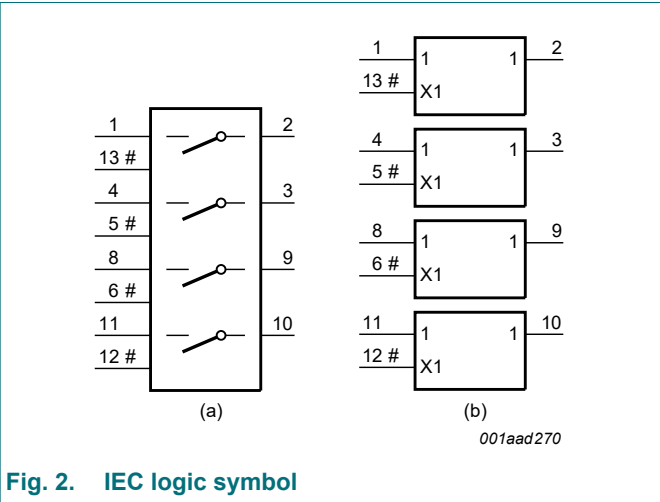 1 2
13 #
4 3
5 #
8 9
6 #
11 10
12 #
(a)
1 1 1 2
13 # X1
4 1 1 3
5 # X1
8 1 1 9
6 # X1
11 1 1 10
12 # X1
(b)
001aad270
Fig. 2. IEC logic symbol